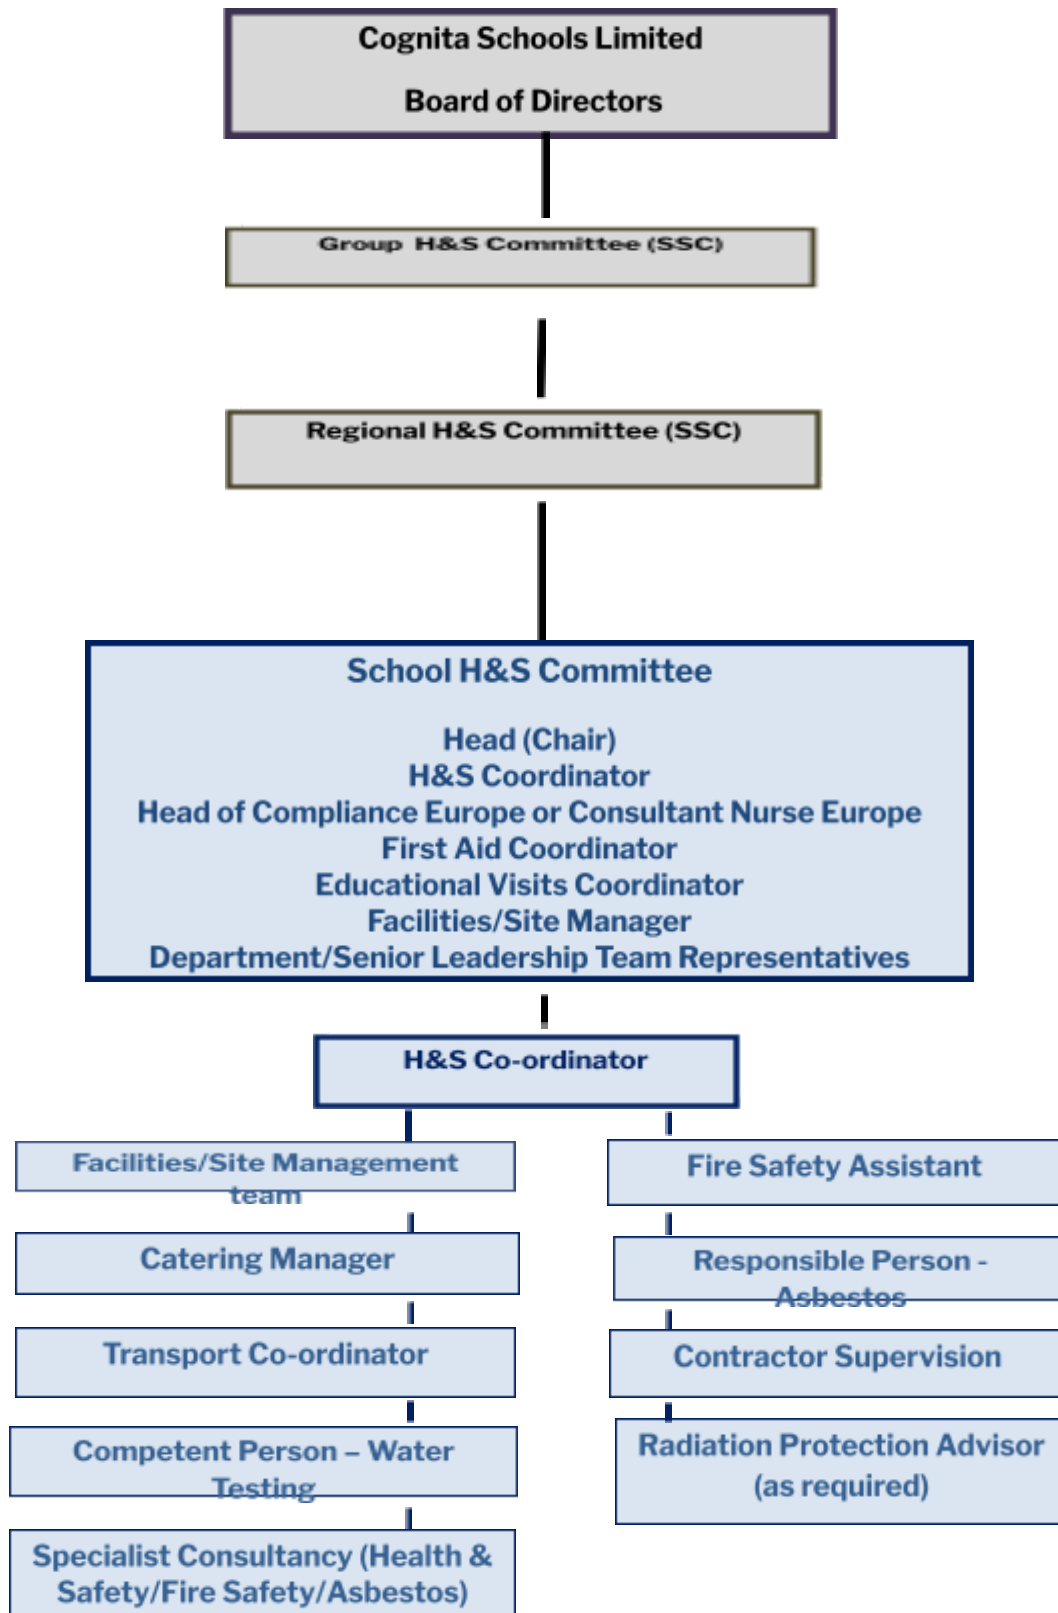 Cognita Schools Limited
Board of Directors
Group H&S Committee (SSC)
Regional H&S Committee (SSC)
School H&S Committee
Head (Chair)
H&S Coordinator
Head of Compliance Europe or Consultant Nurse Europe
First Aid Coordinator
Educational Visits Coordinator
Facilities/Site Manager
Department/Senior Leadership Team Representatives
H&S Co-ordinator
Facilities/Site Management
team
Catering Manager
Transport Co-ordinator
Competent Person – Water
Testing
Specialist Consultancy (Health &
Safety/Fire Safety/Asbestos)
Fire Safety Assistant
Responsible Person -
Asbestos
Contractor Supervision
Radiation Protection Advisor
(as required)